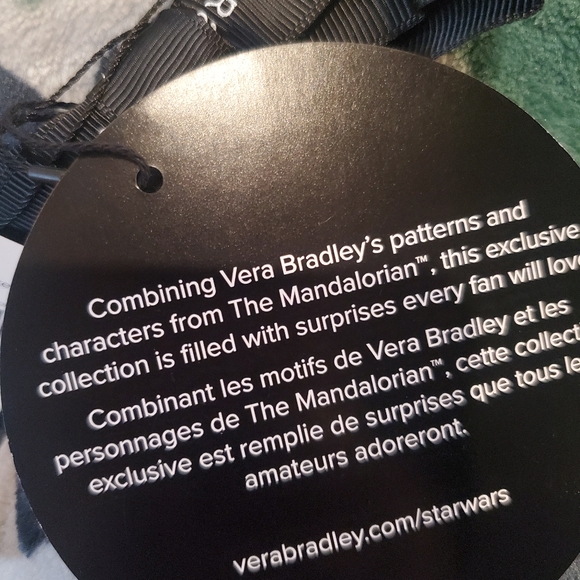 Combining Vera Bradley's patterns and
characters from The Mandalorian™, this exclusive
collection is filled with surprises every fan will love
Combinant les motifs de Vera Bradley et les
personnages de The Mandalorian™, cette collect
exclusive est remplie de surprises que tous le
amateurs adoreront.
verabradley.com/starwars